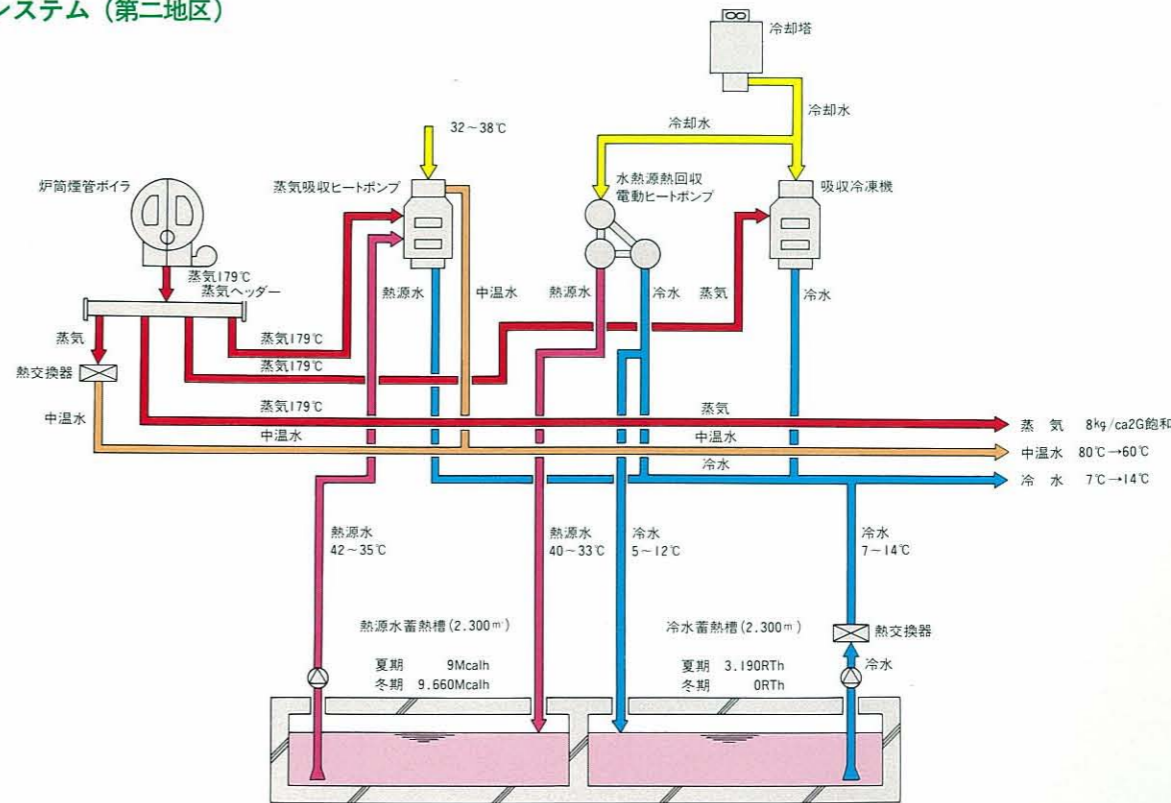 システム（第二地区）
冷却塔
冷却水
冷却水
32～38℃
炉筒煙管ボイラ
蒸気吸収ヒートポンプ
水熱源熱回収
電動ヒートポンプ
吸収冷凍機
蒸気179℃
蒸気ヘッダー
熱源水
中温水
熱源水
冷水
蒸気
冷水
蒸気
蒸気179℃
熱交換器
蒸気179℃
中温水
蒸気179℃
蒸気
蒸 気 8kg/ca2G飽和
中温水
中温水
中温水 80℃→60℃
冷水
冷 水 7℃→14℃
熱源水
42～35℃
熱源水
40～33℃
冷水
5～12℃
冷水
7～14℃
熱源水蓄熱槽(2.300㎥)
冷水蓄熱槽(2.300㎥)
熱交換器
夏期 9Mcalh
冬期 9.660Mcalh
夏期 3.190RTh
冬期 0RTh
冷水